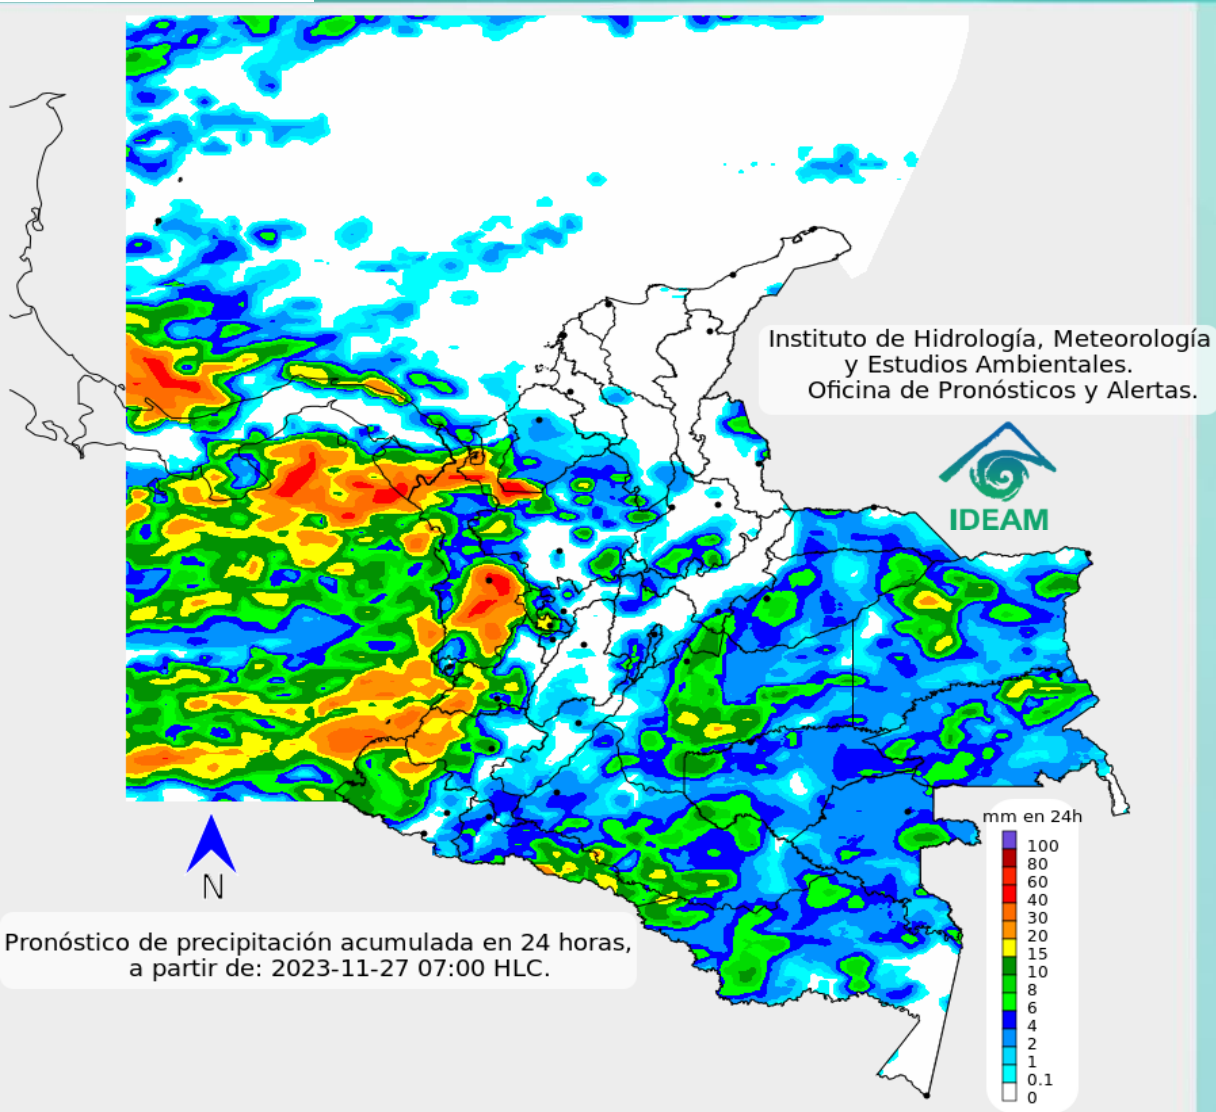 Instituto de Hidrología, Meteorología
y Estudios Ambientales.
Oficina de Pronósticos y Alertas.
IDEAM
mm en 24h
100
80
60
40
30
20
15
10
8
6
4
2
1
0.1
0
N
Pronóstico de precipitación acumulada en 24 horas,
a partir de: 2023-11-27 07:00 HLC.